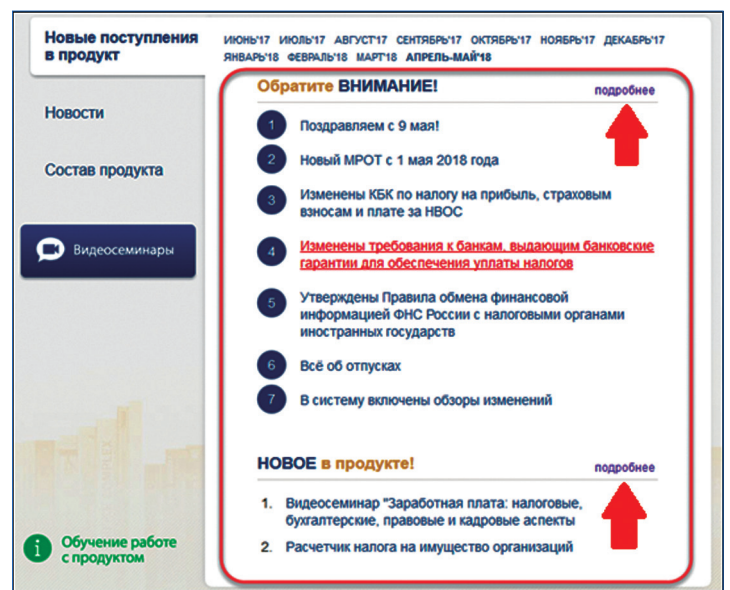 Новые поступления
в продукт
Новости
Состав продукта
Видеосеминары
Обучение работе
с продуктом
ИЮНЬ'17 ИЮЛЬ'17 АВГУСТ'17 СЕНТЯБРЬ'17 ОКТЯБРЬ'17 НОЯБРЬ'17 ДЕКАБРЬ'17
ЯНВАРЬ'18 ФЕВРАЛЬ'18 МАРТ'18 АПРЕЛЬ-МАЙ'18
Обратите ВНИМАНИЕ!
подробнее
1 Поздравляем с 9 мая!
2 Новый МРОТ с 1 мая 2018 года
3 Изменены КБК по налогу на прибыль, страховым
взносам и плате за НВОС
4 Изменены требования к банкам, выдающим банковские
гарантии для обеспечения уплаты налогов
5 Утверждены Правила обмена финансовой
информацией ФНС России с налоговыми органами
иностранных государств
6 Всё об отпусках
7 В систему включены обзоры изменений
НОВОЕ в продукте!
подробнее
1. Видеосеминар "Заработная плата: налоговые,
бухгалтерские, правовые и кадровые аспекты
2. Расчетчик налога на имущество организаций